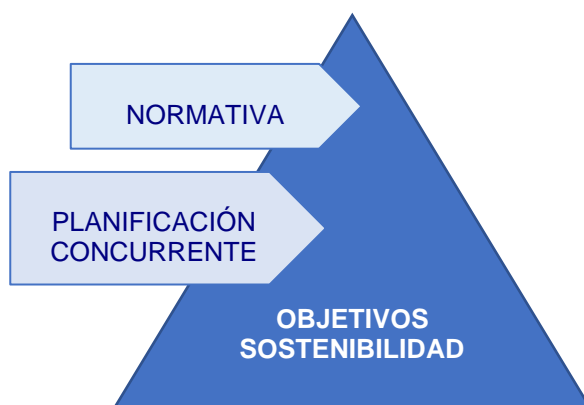 NORMATIVA
PLANIFICACIÓN
CONCURRENTE
OBJETIVOS
SOSTENIBILIDAD